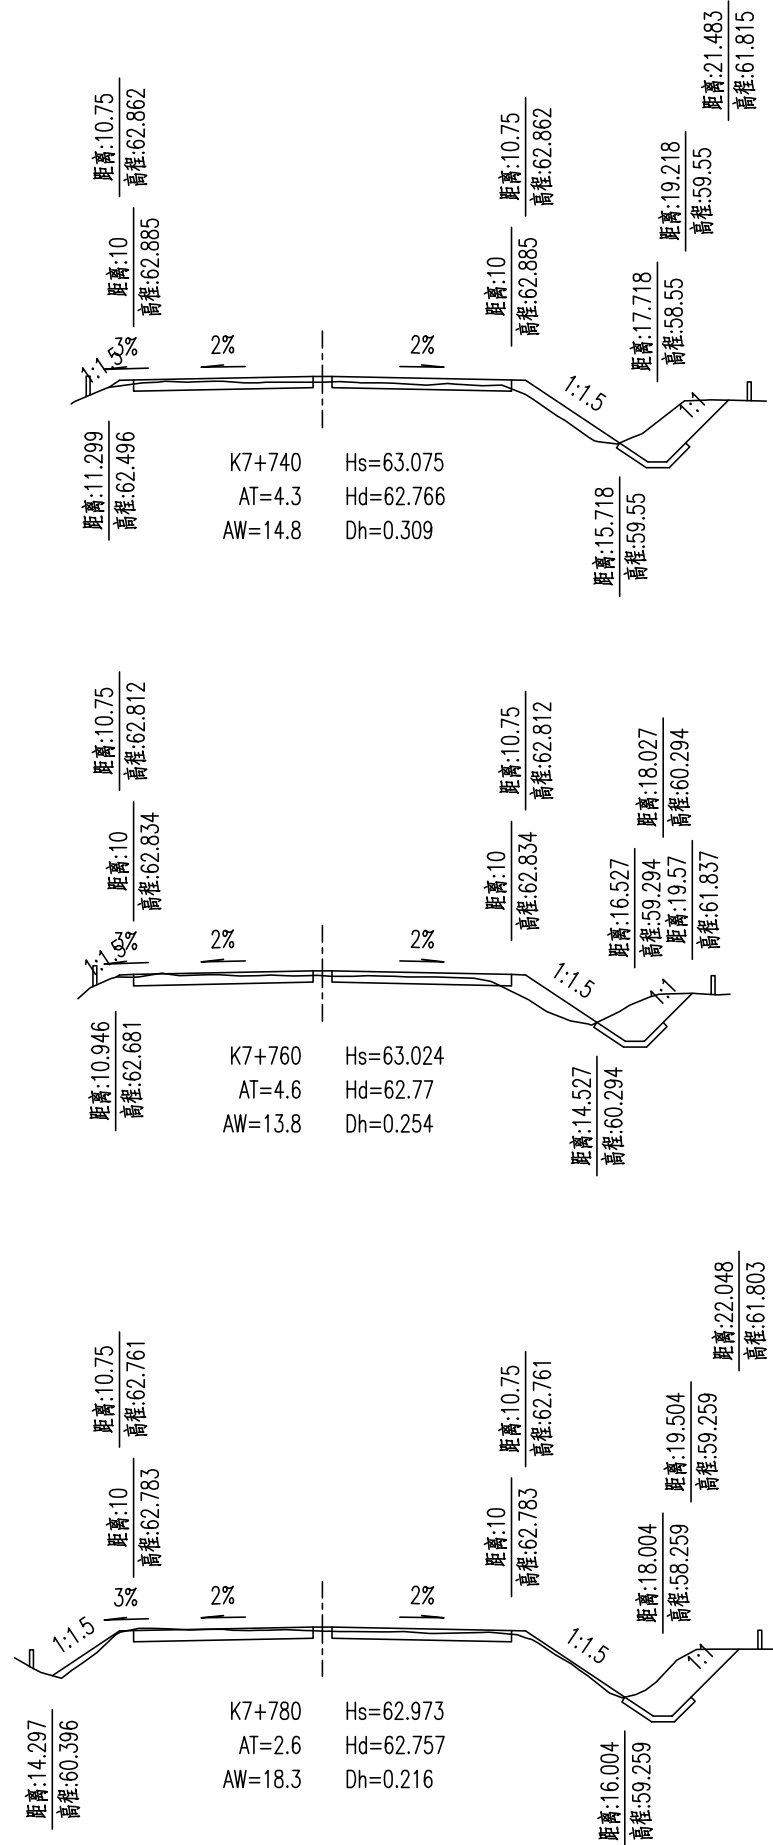 距离:21.483
高程:61.815
距离:10.75
高程:62.862
距离:10.75
高程:62.862
距离:19.218
高程:59.55
距离:10
高程:62.885
距离:10
高程:62.885
距离:17.718
高程:58.55
1:1.5
3%
2%
2%
1:1.5
1:1
距离:11.299
高程:62.496
K7+740 Hs=63.075
AT=4.3 Hd=62.766
AW=14.8 Dh=0.309
距离:15.718
高程:59.55
距离:10.75
高程:62.812
距离:10.75
高程:62.812
距离:18.027
高程:60.294
距离:10
高程:62.834
距离:10
高程:62.834
距离:16.527
高程:59.294
距离:19.57
高程:61.837
1:1.5
3%
2%
2%
1:1.5
1:1
距离:10.946
高程:62.681
K7+760 Hs=63.024
AT=4.6 Hd=62.77
AW=13.8 Dh=0.254
距离:14.527
高程:60.294
距离:22.048
高程:61.803
距离:10.75
高程:62.761
距离:10.75
高程:62.761
距离:19.504
高程:59.259
距离:10
高程:62.783
距离:10
高程:62.783
距离:18.004
高程:58.259
1:1.5
3%
2%
2%
1:1.5
1:1
距离:14.297
高程:60.396
K7+780 Hs=62.973
AT=2.6 Hd=62.757
AW=18.3 Dh=0.216
距离:16.004
高程:59.259